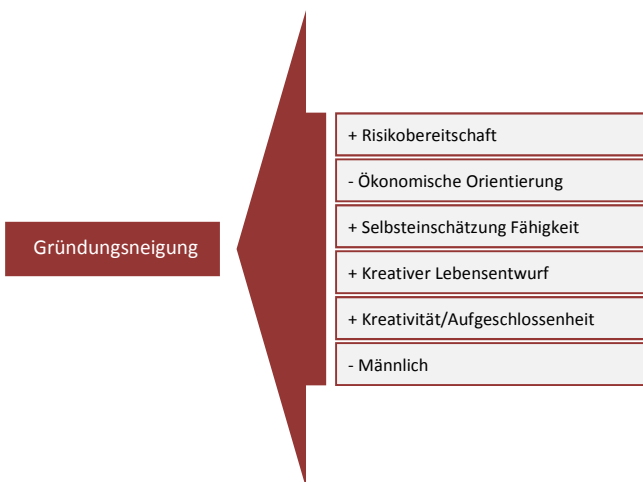 + Risikobereitschaft
- Ökonomische Orientierung
+ Selbsteinschätzung Fähigkeit
Gründungsneigung
+ Kreativer Lebensentwurf
+ Kreativität/Aufgeschlossenheit
- Männlich